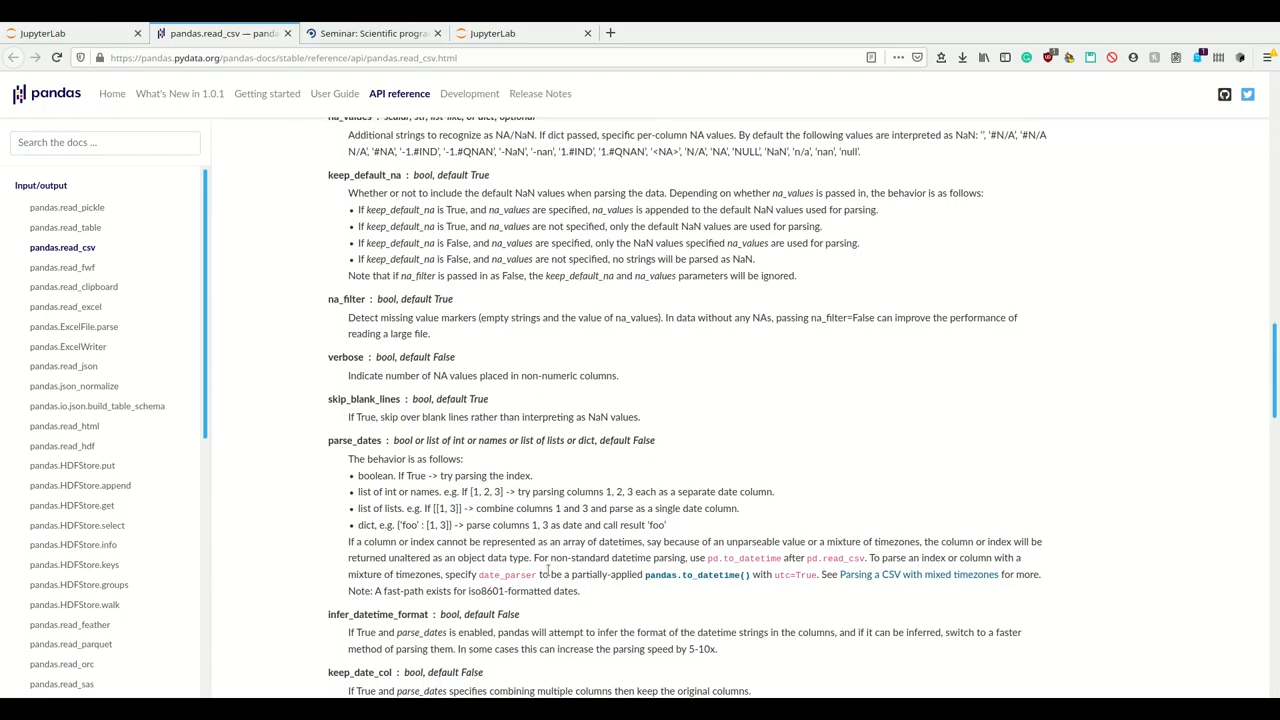 JupyterLab
pandas.read_csv — panda
Seminar: Scientific progra
JupyterLab
https://pandas.pydata.org/pandas-docs/stable/reference/api/pandas.read_csv.html
1
1
pandas
Home
What's New in 1.0.1
Getting started
User Guide
API reference
Development
Release Notes
Search the docs ...
Input/output
pandas.read_pickle
pandas.read_table
pandas.read_csv
pandas.read_fwf
pandas.read_clipboard
pandas.read_excel
pandas.ExcelFile.parse
pandas.ExcelWriter
pandas.read_json
pandas.json_normalize
pandas.io.json.build_table_schema
pandas.read_html
pandas.read_hdf
pandas.HDFStore.put
pandas.HDFStore.append
pandas.HDFStore.get
pandas.HDFStore.select
pandas.HDFStore.info
pandas.HDFStore.keys
pandas.HDFStore.groups
pandas.HDFStore.walk
pandas.read_feather
pandas.read_parquet
pandas.read_orc
pandas.read_sas
na_values : scalar, str, list-like, or dict, optional
Additional strings to recognize as NA/NaN. If dict passed, specific per-column NA values. By default the following values are interpreted as NaN: '', '#N/A', '#N/A
N/A', '#NA', '-1.#IND', '-1.#QNAN', '-NaN', '-nan', '1.#IND', '1.#QNAN', '<NA>', 'N/A', 'NA', 'NULL', 'NaN', 'n/a', 'nan', 'null'.
keep_default_na : bool, default True
Whether or not to include the default NaN values when parsing the data. Depending on whether na_values is passed in, the behavior is as follows:
• If keep_default_na is True, and na_values are specified, na_values is appended to the default NaN values used for parsing.
• If keep_default_na is True, and na_values are not specified, only the default NaN values are used for parsing.
• If keep_default_na is False, and na_values are specified, only the NaN values specified na_values are used for parsing.
• If keep_default_na is False, and na_values are not specified, no strings will be parsed as NaN.
Note that if na_filter is passed in as False, the keep_default_na and na_values parameters will be ignored.
na_filter : bool, default True
Detect missing value markers (empty strings and the value of na_values). In data without any NAs, passing na_filter=False can improve the performance of
reading a large file.
verbose : bool, default False
Indicate number of NA values placed in non-numeric columns.
skip_blank_lines : bool, default True
If True, skip over blank lines rather than interpreting as NaN values.
parse_dates : bool or list of int or names or list of lists or dict, default False
The behavior is as follows:
• boolean. If True -> try parsing the index.
• list of int or names. e.g. If [1, 2, 3] -> try parsing columns 1, 2, 3 each as a separate date column.
• list of lists. e.g. If [[1, 3]] -> combine columns 1 and 3 and parse as a single date column.
• dict, e.g. {'foo' : [1, 3]} -> parse columns 1, 3 as date and call result 'foo'
If a column or index cannot be represented as an array of datetimes, say because of an unparseable value or a mixture of timezones, the column or index will be
returned unaltered as an object data type. For non-standard datetime parsing, use pd.to_datetime after pd.read_csv. To parse an index or column with a
mixture of timezones, specify date_parser to be a partially-applied pandas.to_datetime() with utc=True. See Parsing a CSV with mixed timezones for more.
Note: A fast-path exists for iso8601-formatted dates.
infer_datetime_format : bool, default False
If True and parse_dates is enabled, pandas will attempt to infer the format of the datetime strings in the columns, and if it can be inferred, switch to a faster
method of parsing them. In some cases this can increase the parsing speed by 5-10x.
keep_date_col : bool, default False
If True and parse_dates specifies combining multiple columns then keep the original columns.